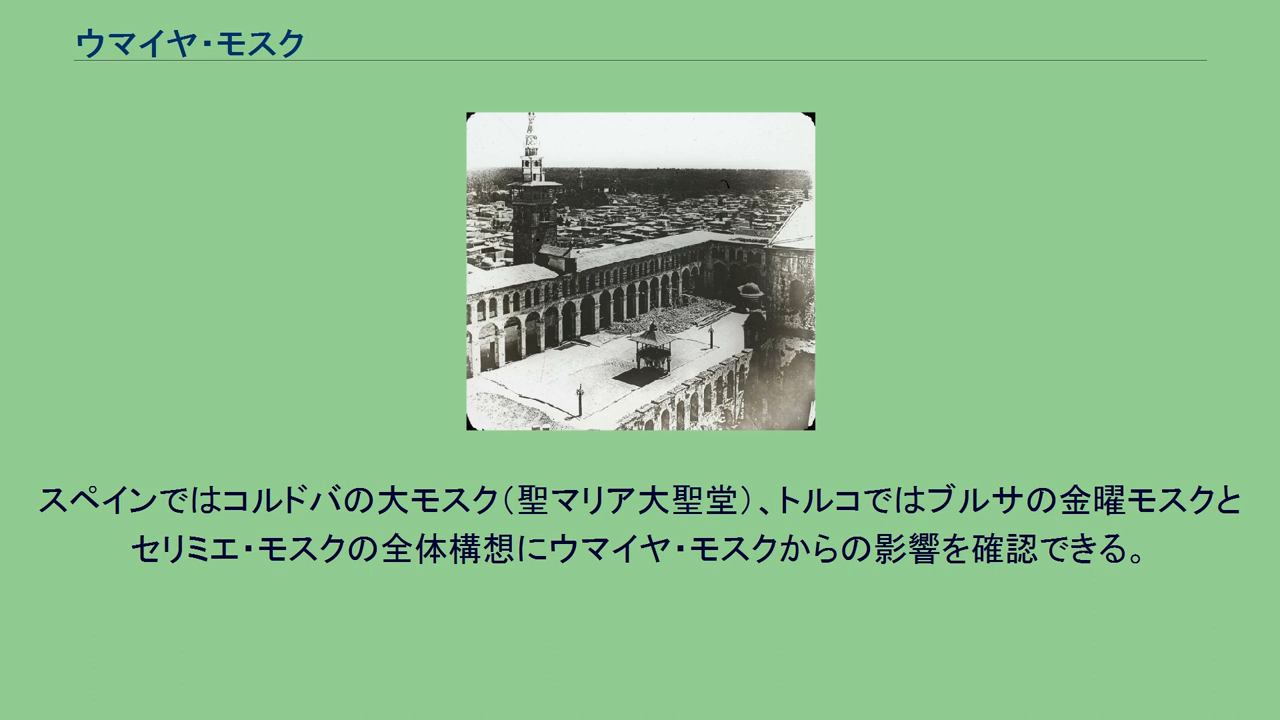 ウマイヤ・モスク
スペインではコルドバの大モスク（聖マリア大聖堂）、トルコではブルサの金曜モスクと
セリミエ・モスクの全体構想にウマイヤ・モスクからの影響を確認できる。